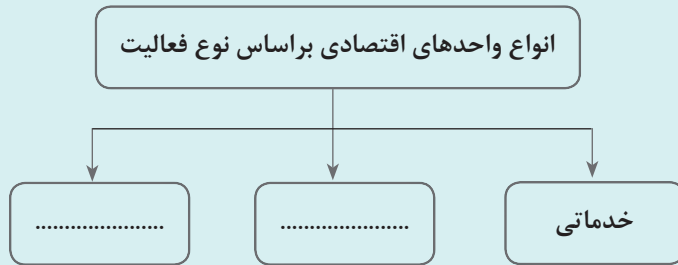 انواع واحدهای اقتصادی براساس نوع فعالیت
خدماتی
......................
......................